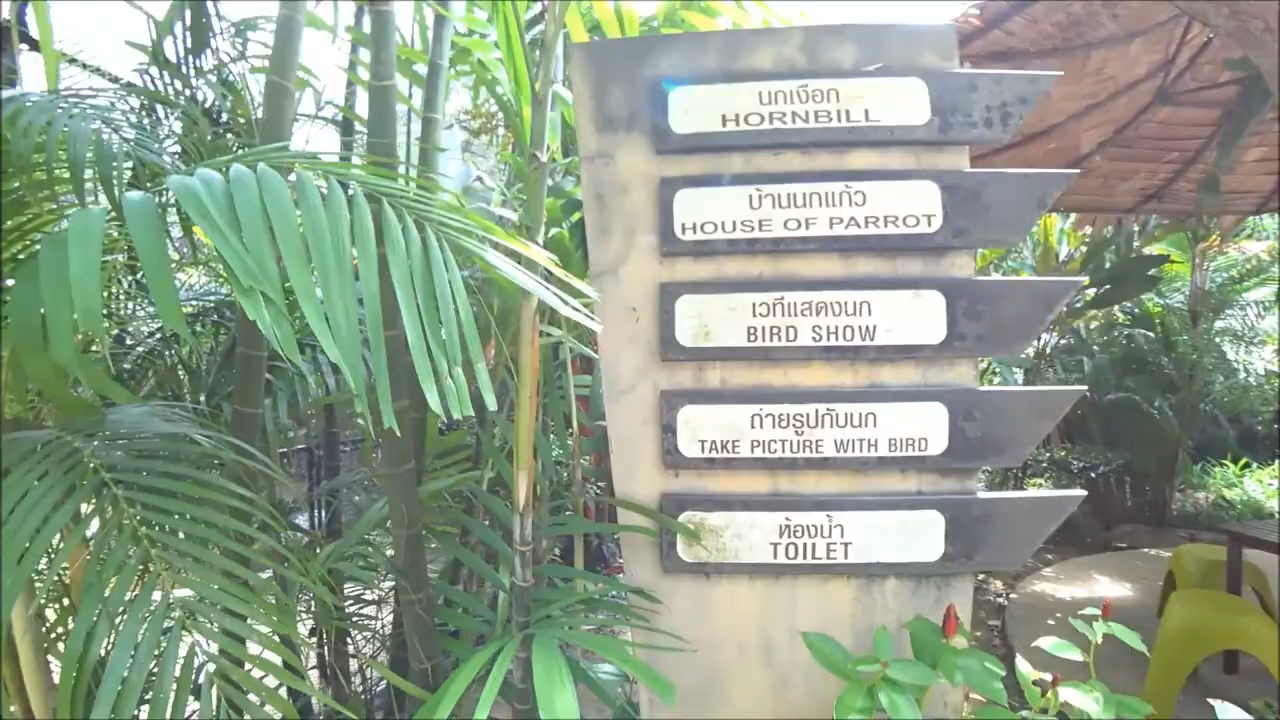 นกเงือก
HORNBILL
บ้านนกแก้ว
HOUSE OF PARROT
เวทีแสดงนก
BIRD SHOW
ถ่ายรูปกับนก
TAKE PICTURE WITH BIRD
ห้องน้ำ
TOILET